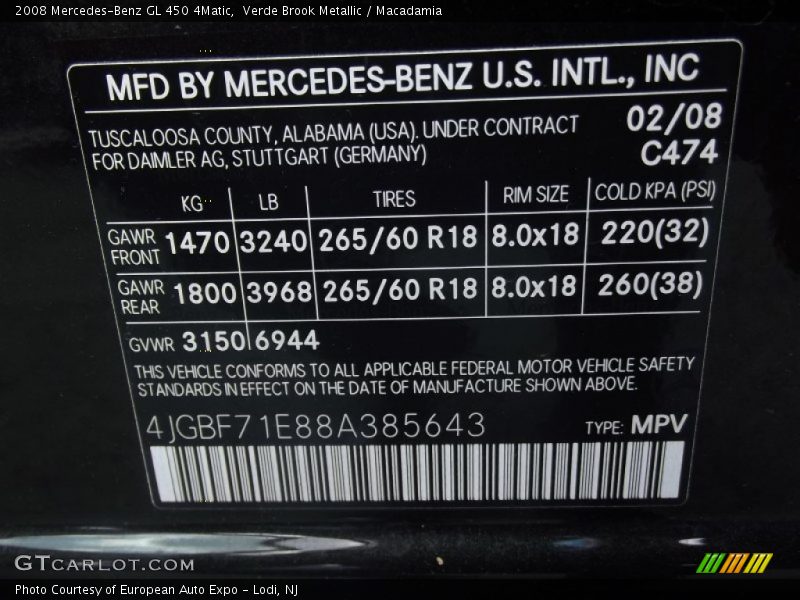 2008 Mercedes-Benz GL 450 4Matic,  Verde Brook Metallic / Macadamia
MFD BY MERCEDES-BENZ U.S. INTL., INC
TUSCALOOSA COUNTY, ALABAMA (USA). UNDER CONTRACT 02/08
FOR DAIMLER AG, STUTTGART (GERMANY) C474
KG LB TIRES RIM SIZE COLD KPA (PSI)
GAWR FRONT 1470 3240 265/60 R18 8.0x18 220(32)
GAWR REAR 1800 3968 265/60 R18 8.0x18 260(38)
GVWR 3150 6944
THIS VEHICLE CONFORMS TO ALL APPLICABLE FEDERAL MOTOR VEHICLE SAFETY
STANDARDS IN EFFECT ON THE DATE OF MANUFACTURE SHOWN ABOVE.
4JGBF71E88A385643 TYPE: MPV
GTCARLOT.COM
Photo Courtesy of European Auto Expo - Lodi, NJ